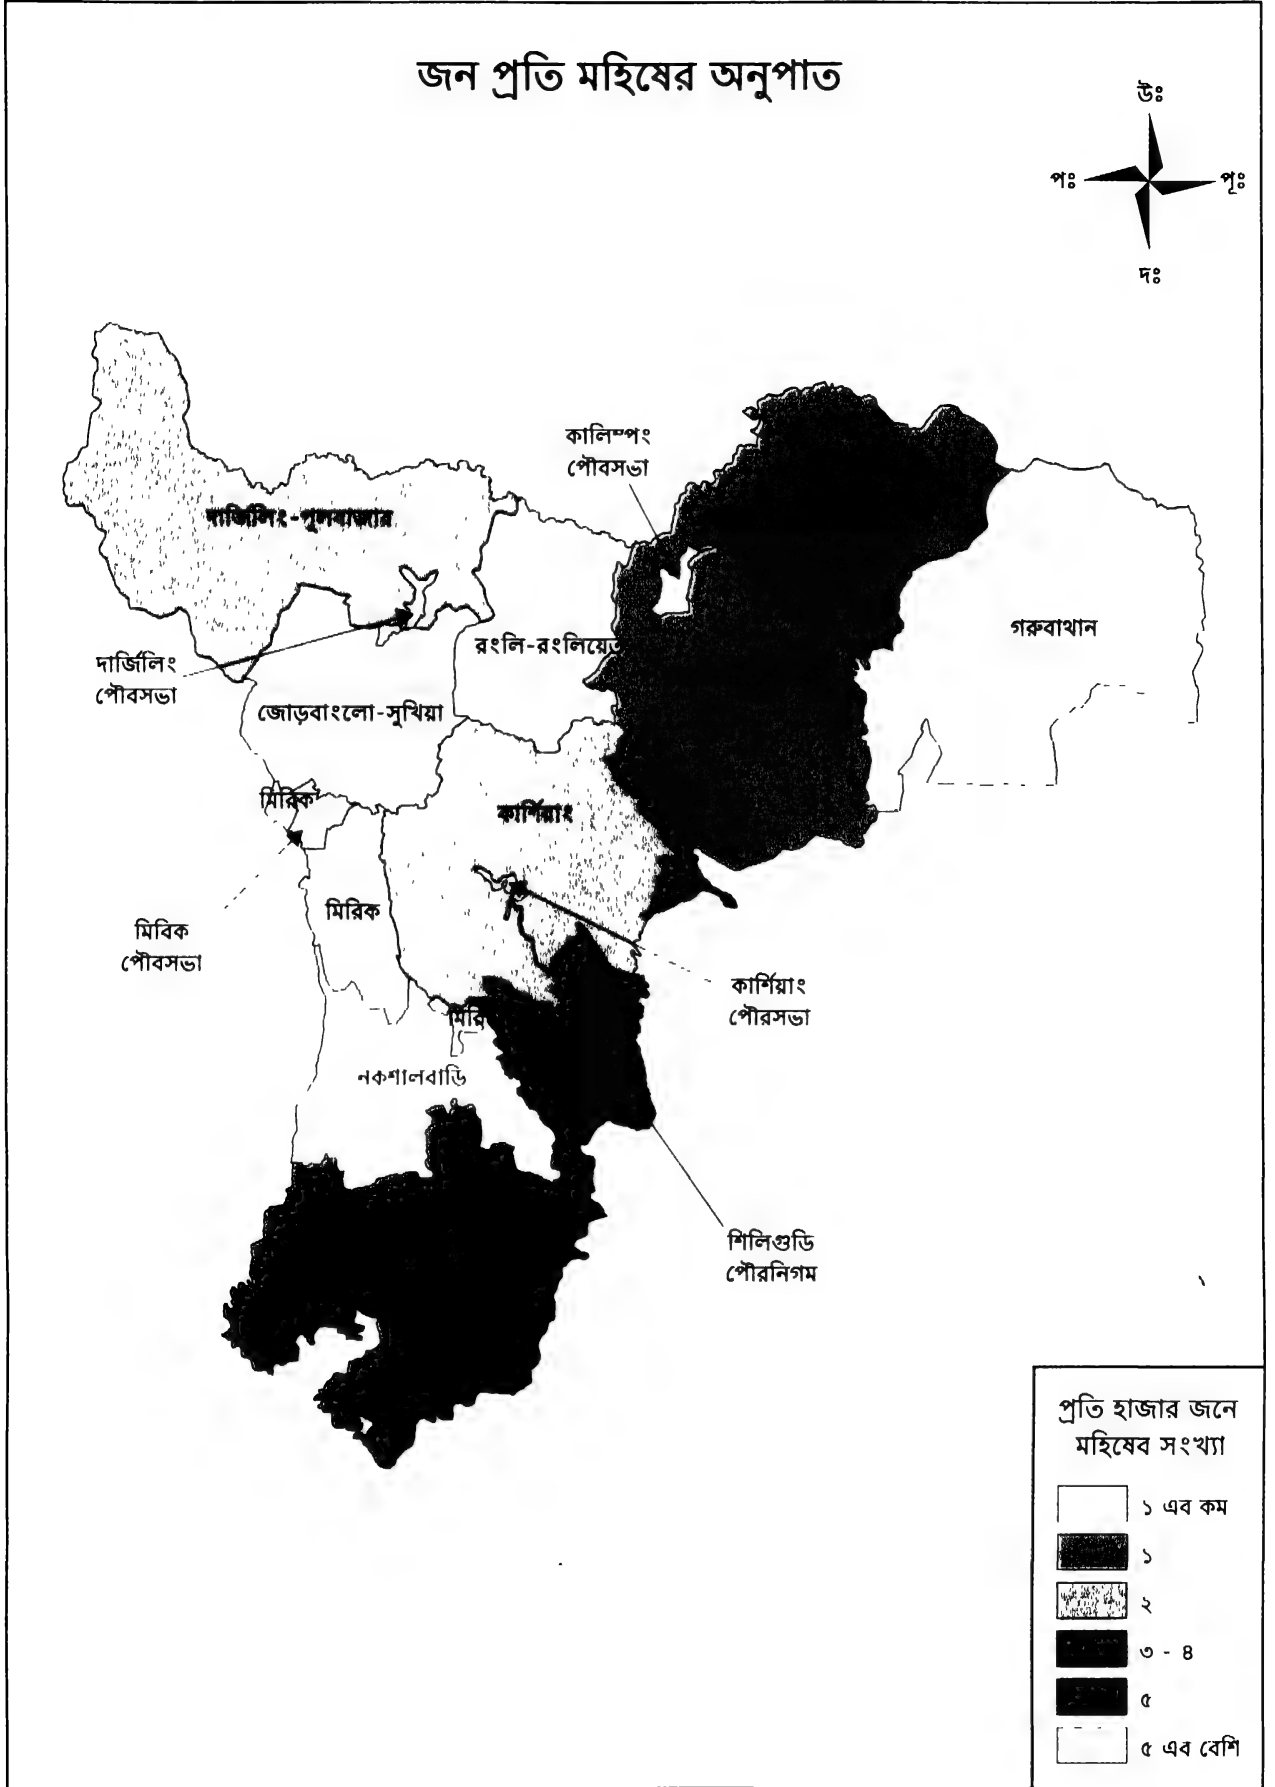 জন প্রতি মহিষের অনুপাত
উঃ
পঃ
পূঃ
দঃ
কালিম্পং
পৌবসভা
দার্জিলিং-পুলবাজার
গরুবাথান
রংলি-রংলিয়ে
দার্জিলিং
পৌবসভা
জোড়বাংলো-সুখিয়া
মিরিক
কার্শিয়াং
মিরিক
মিবিক
পৌবসভা
কার্শিয়াং
পৌরসভা
মিরি
নকশালবাড়ি
শিলিগুডি
পৌরনিগম
প্রতি হাজার জনে
মহিষেব সংখ্যা
১ এব কম
১
২
৩ - ৪
৫
৫ এব বেশি